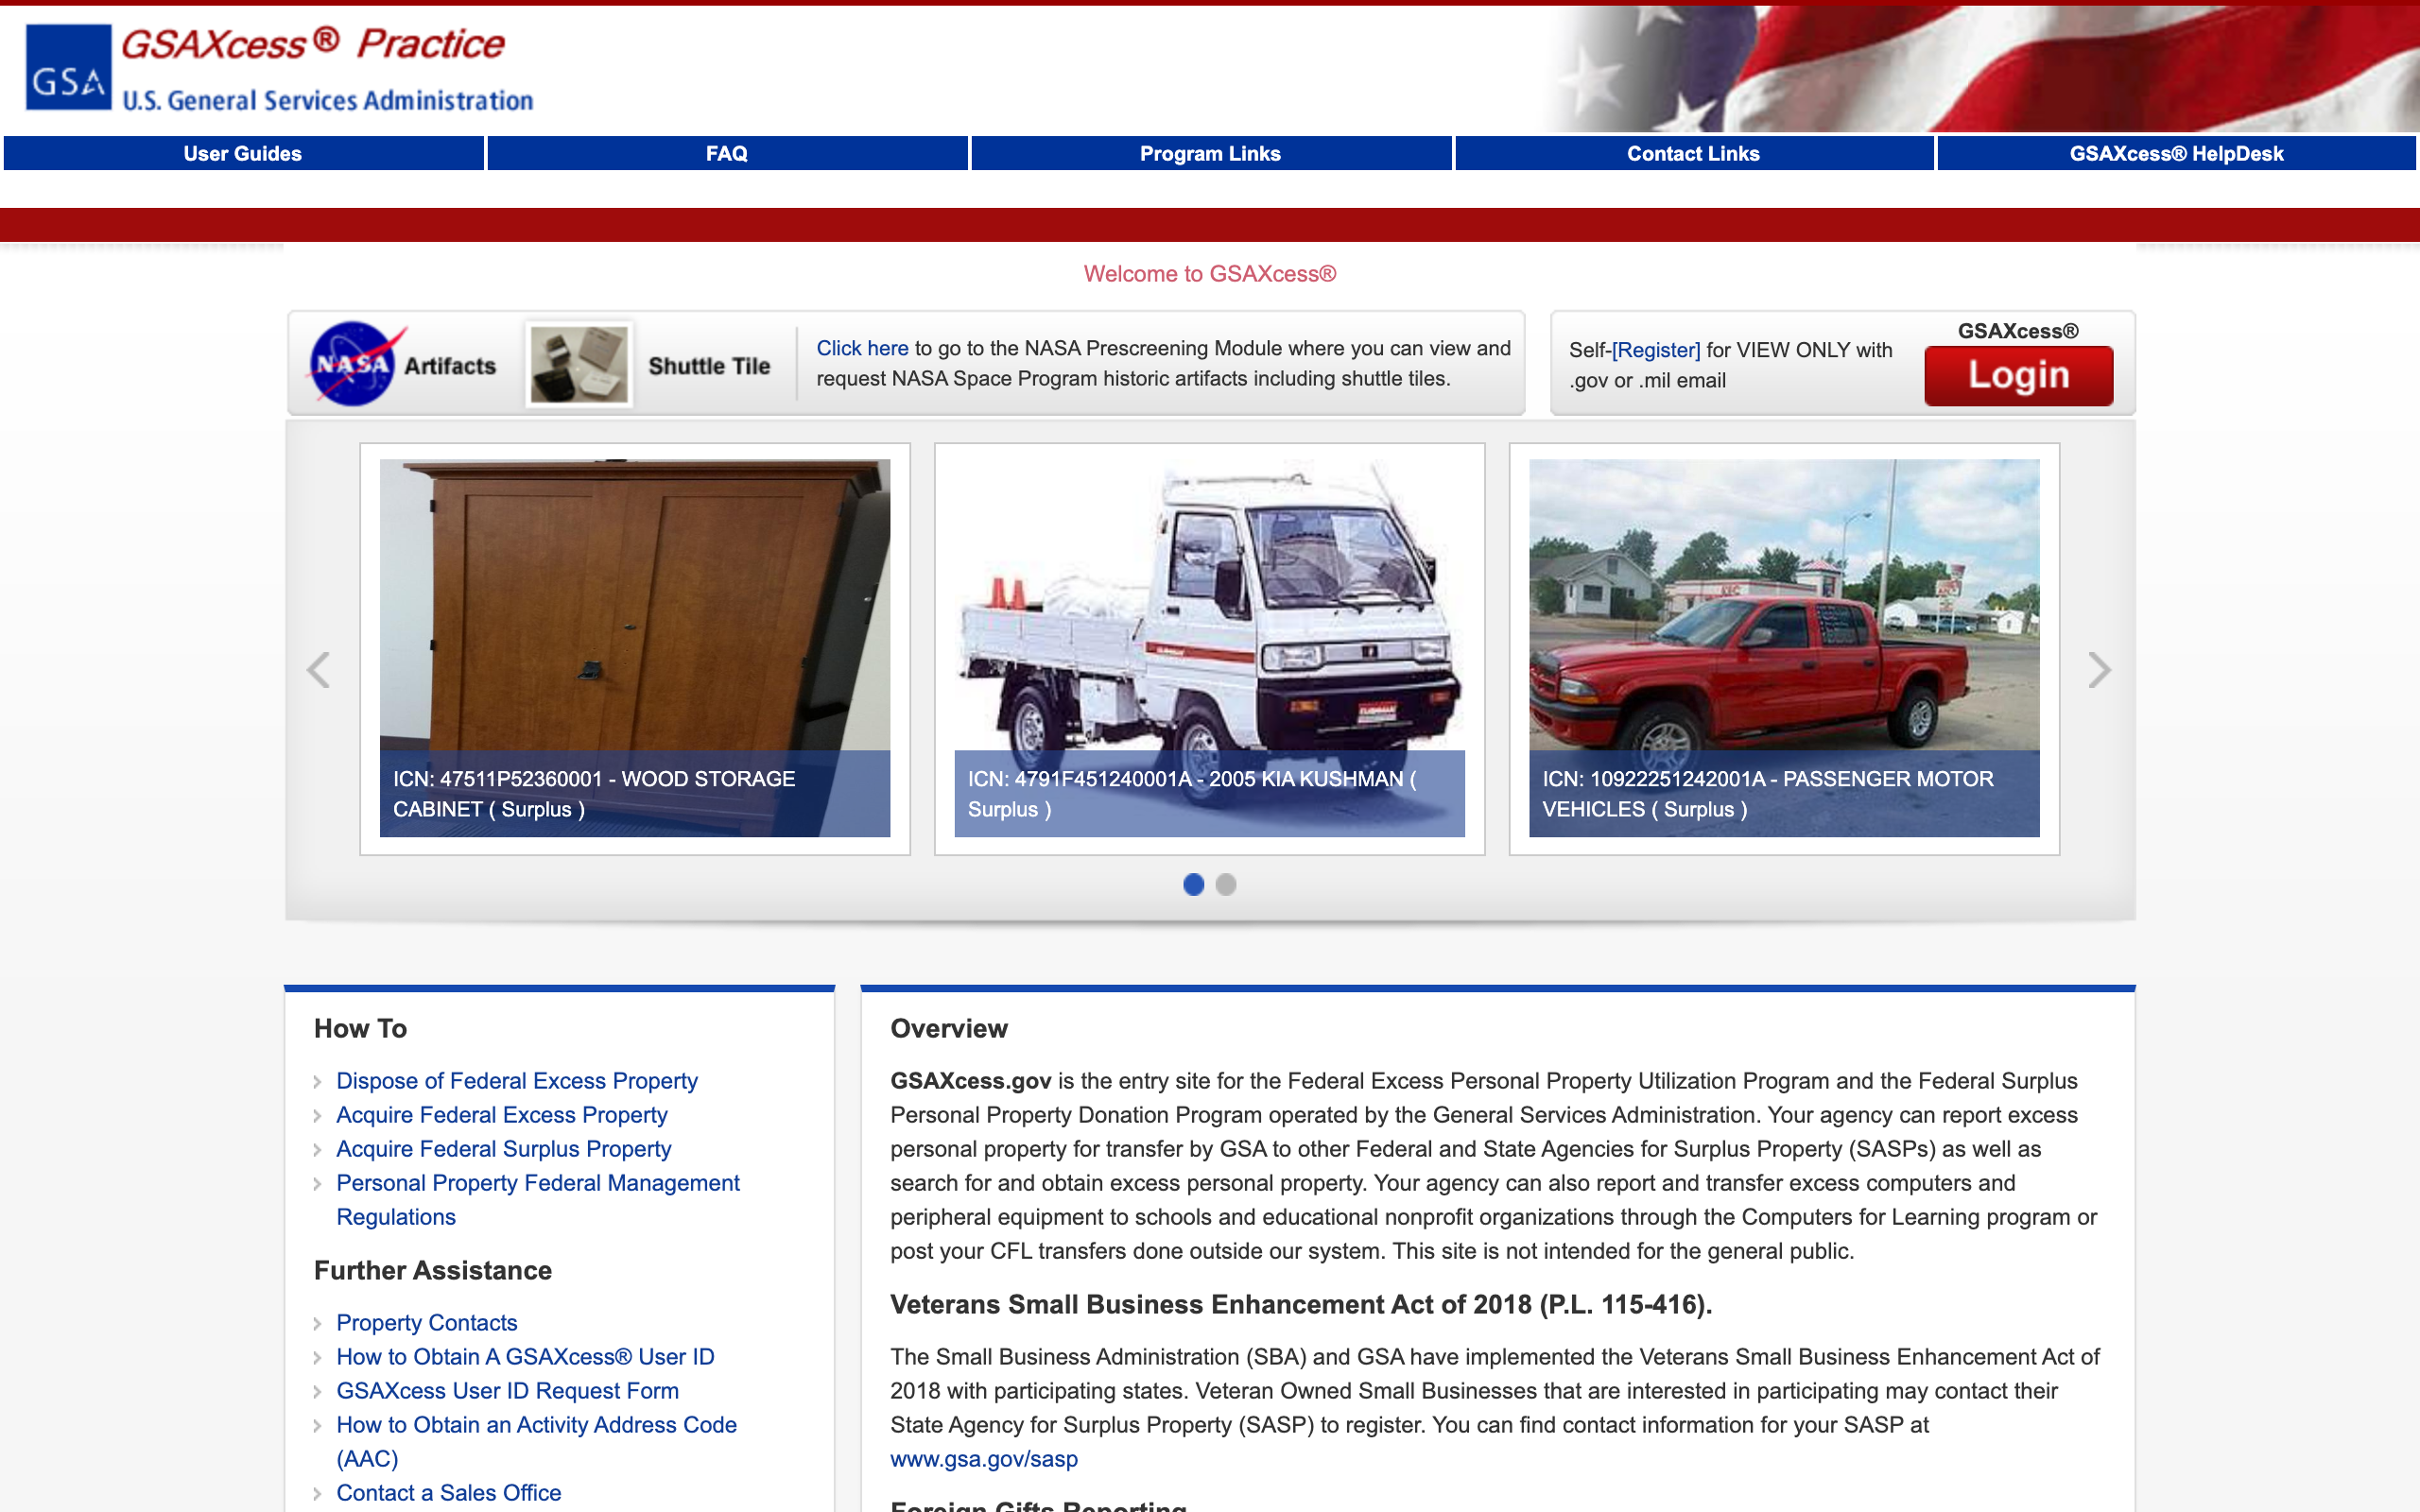 GSA
GSAXcess® Practice
U.S. General Services Administration
User Guides
FAQ
Program Links
Contact Links
GSAXcess® HelpDesk
Welcome to GSAXcess®
NASA
Artifacts
Shuttle Tile
Click here to go to the NASA Prescreening Module where you can view and
request NASA Space Program historic artifacts including shuttle tiles.
Self-[Register] for VIEW ONLY with
.gov or .mil email
GSAXcess®
Login
ICN: 47511P52360001 - WOOD STORAGE
CABINET ( Surplus )
ICN: 4791F451240001A - 2005 KIA KUSHMAN (
Surplus )
ICN: 10922251242001A - PASSENGER MOTOR
VEHICLES ( Surplus )
How To
Dispose of Federal Excess Property
Acquire Federal Excess Property
Acquire Federal Surplus Property
Personal Property Federal Management
Regulations
Further Assistance
Property Contacts
How to Obtain A GSAXcess® User ID
GSAXcess User ID Request Form
How to Obtain an Activity Address Code
(AAC)
Contact a Sales Office
Overview
GSAXcess.gov is the entry site for the Federal Excess Personal Property Utilization Program and the Federal Surplus
Personal Property Donation Program operated by the General Services Administration. Your agency can report excess
personal property for transfer by GSA to other Federal and State Agencies for Surplus Property (SASPs) as well as
search for and obtain excess personal property. Your agency can also report and transfer excess computers and
peripheral equipment to schools and educational nonprofit organizations through the Computers for Learning program or
post your CFL transfers done outside our system. This site is not intended for the general public.
Veterans Small Business Enhancement Act of 2018 (P.L. 115-416).
The Small Business Administration (SBA) and GSA have implemented the Veterans Small Business Enhancement Act of
2018 with participating states. Veteran Owned Small Businesses that are interested in participating may contact their
State Agency for Surplus Property (SASP) to register. You can find contact information for your SASP at
www.gsa.gov/sasp
Foreign Gifts Reporting